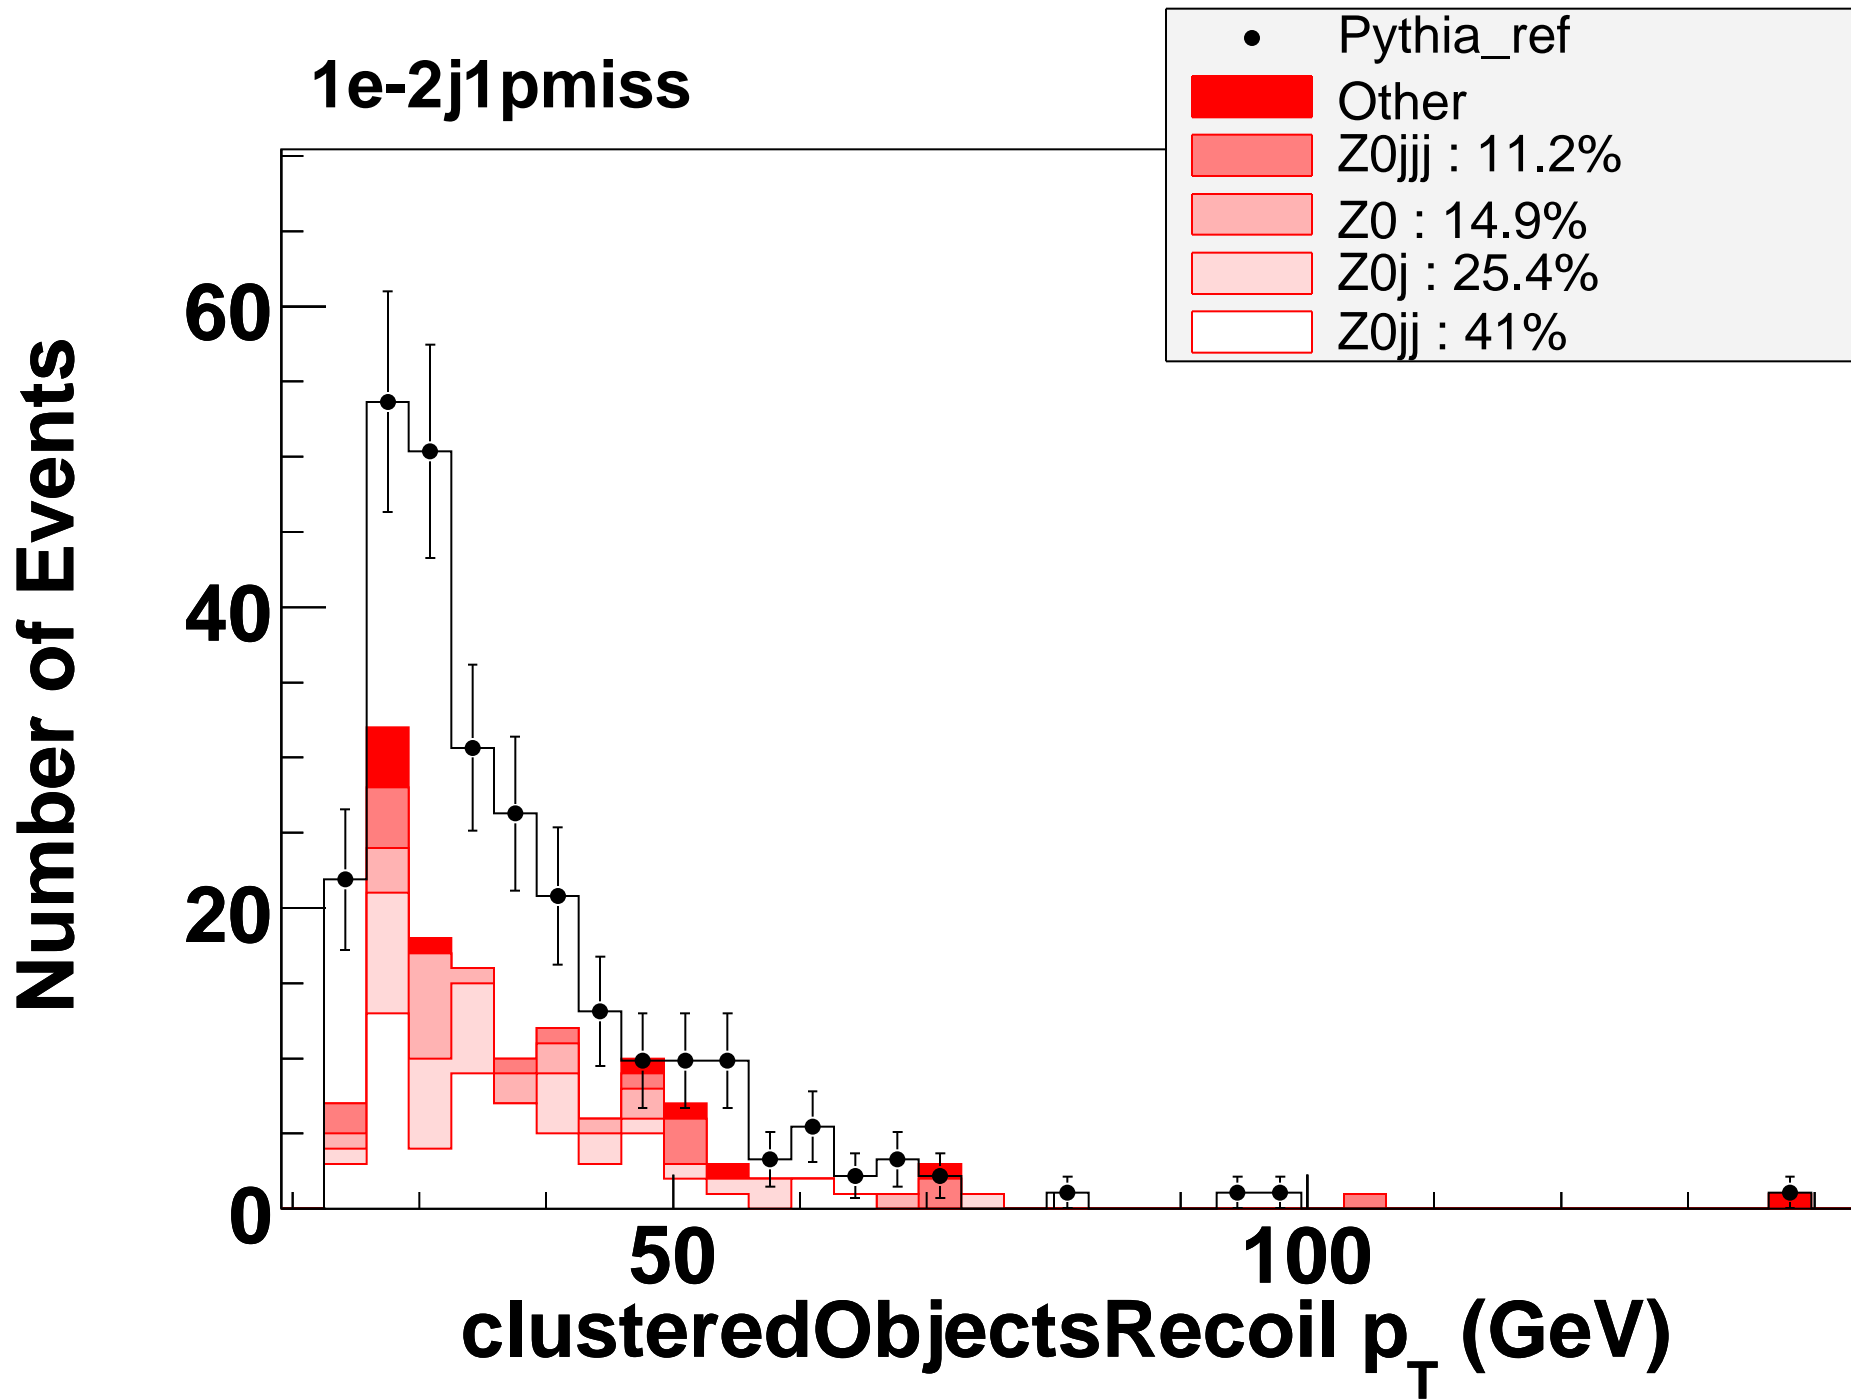 1e-2j1pmiss
Pythia_ref
Other
Z0jjj : 11.2%
Z0 : 14.9%
Z0j : 25.4%
Z0jj : 41%
Number of Events
60
40
20
0
50
100
clusteredObjectsRecoil p_T (GeV)